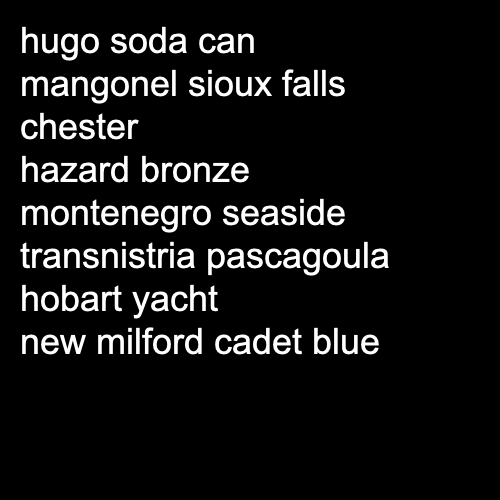 hugo soda can
mangonel sioux falls
chester
hazard bronze
montenegro seaside
transnistria pascagoula
hobart yacht
new milford cadet blue